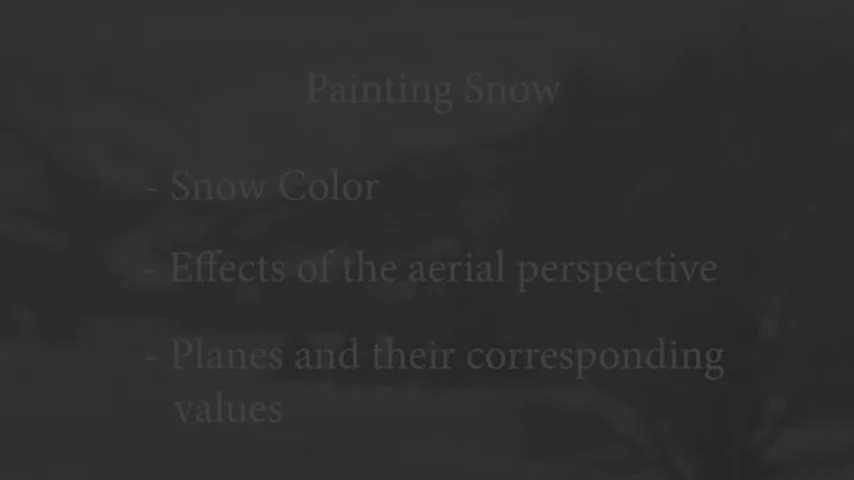 Painting Snow
- Snow Color
- Effects of the aerial perspective
- Planes and their corresponding
values